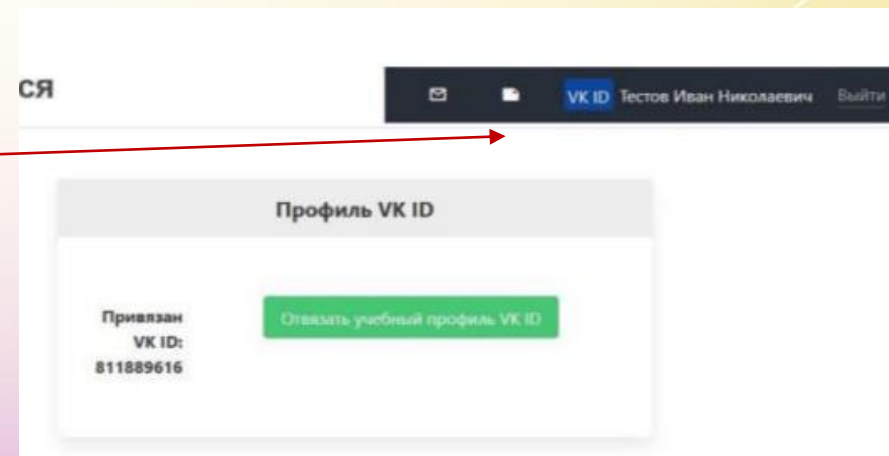 ся
VK ID Тестов Иван Николаевич Выйти
Профиль VK ID
Привязан
VK ID:
811889616
Отвязать учебный профиль VK ID